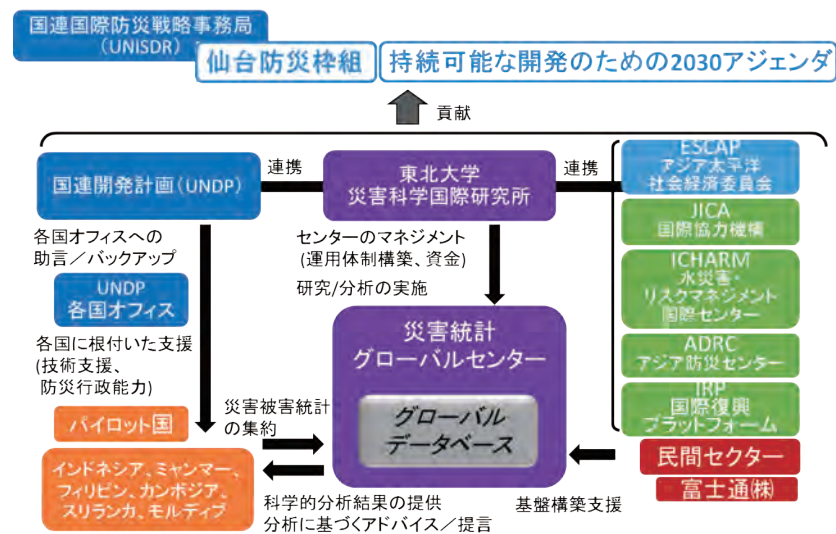 国連国際防災戦略事務局
(UNISDR)
仙台防災枠組
持続可能な開発のための2030アジェンダ
貢献
国連開発計画(UNDP)
連携
東北大学
災害科学国際研究所
連携
ESCAP
アジア太平洋
社会経済委員会
JICA
国際協力機構
ICHARM
水災害・
リスクマネジメント
国際センター
ADRC
アジア防災センター
IRP
国際復興
プラットフォーム
民間セクター
富士通㈱
各国オフィスへの
助言／バックアップ
UNDP
各国オフィス
各国に根付いた支援
(技術支援、
防災行政能力)
パイロット国
インドネシア、ミャンマー、
フィリピン、カンボジア、
スリランカ、モルディブ
センターのマネジメント
(運用体制構築、資金)
研究/分析の実施
災害統計
グローバルセンター
グローバル
データベース
災害被害統計
の集約
科学的分析結果の提供
分析に基づくアドバイス／提言
基盤構築支援